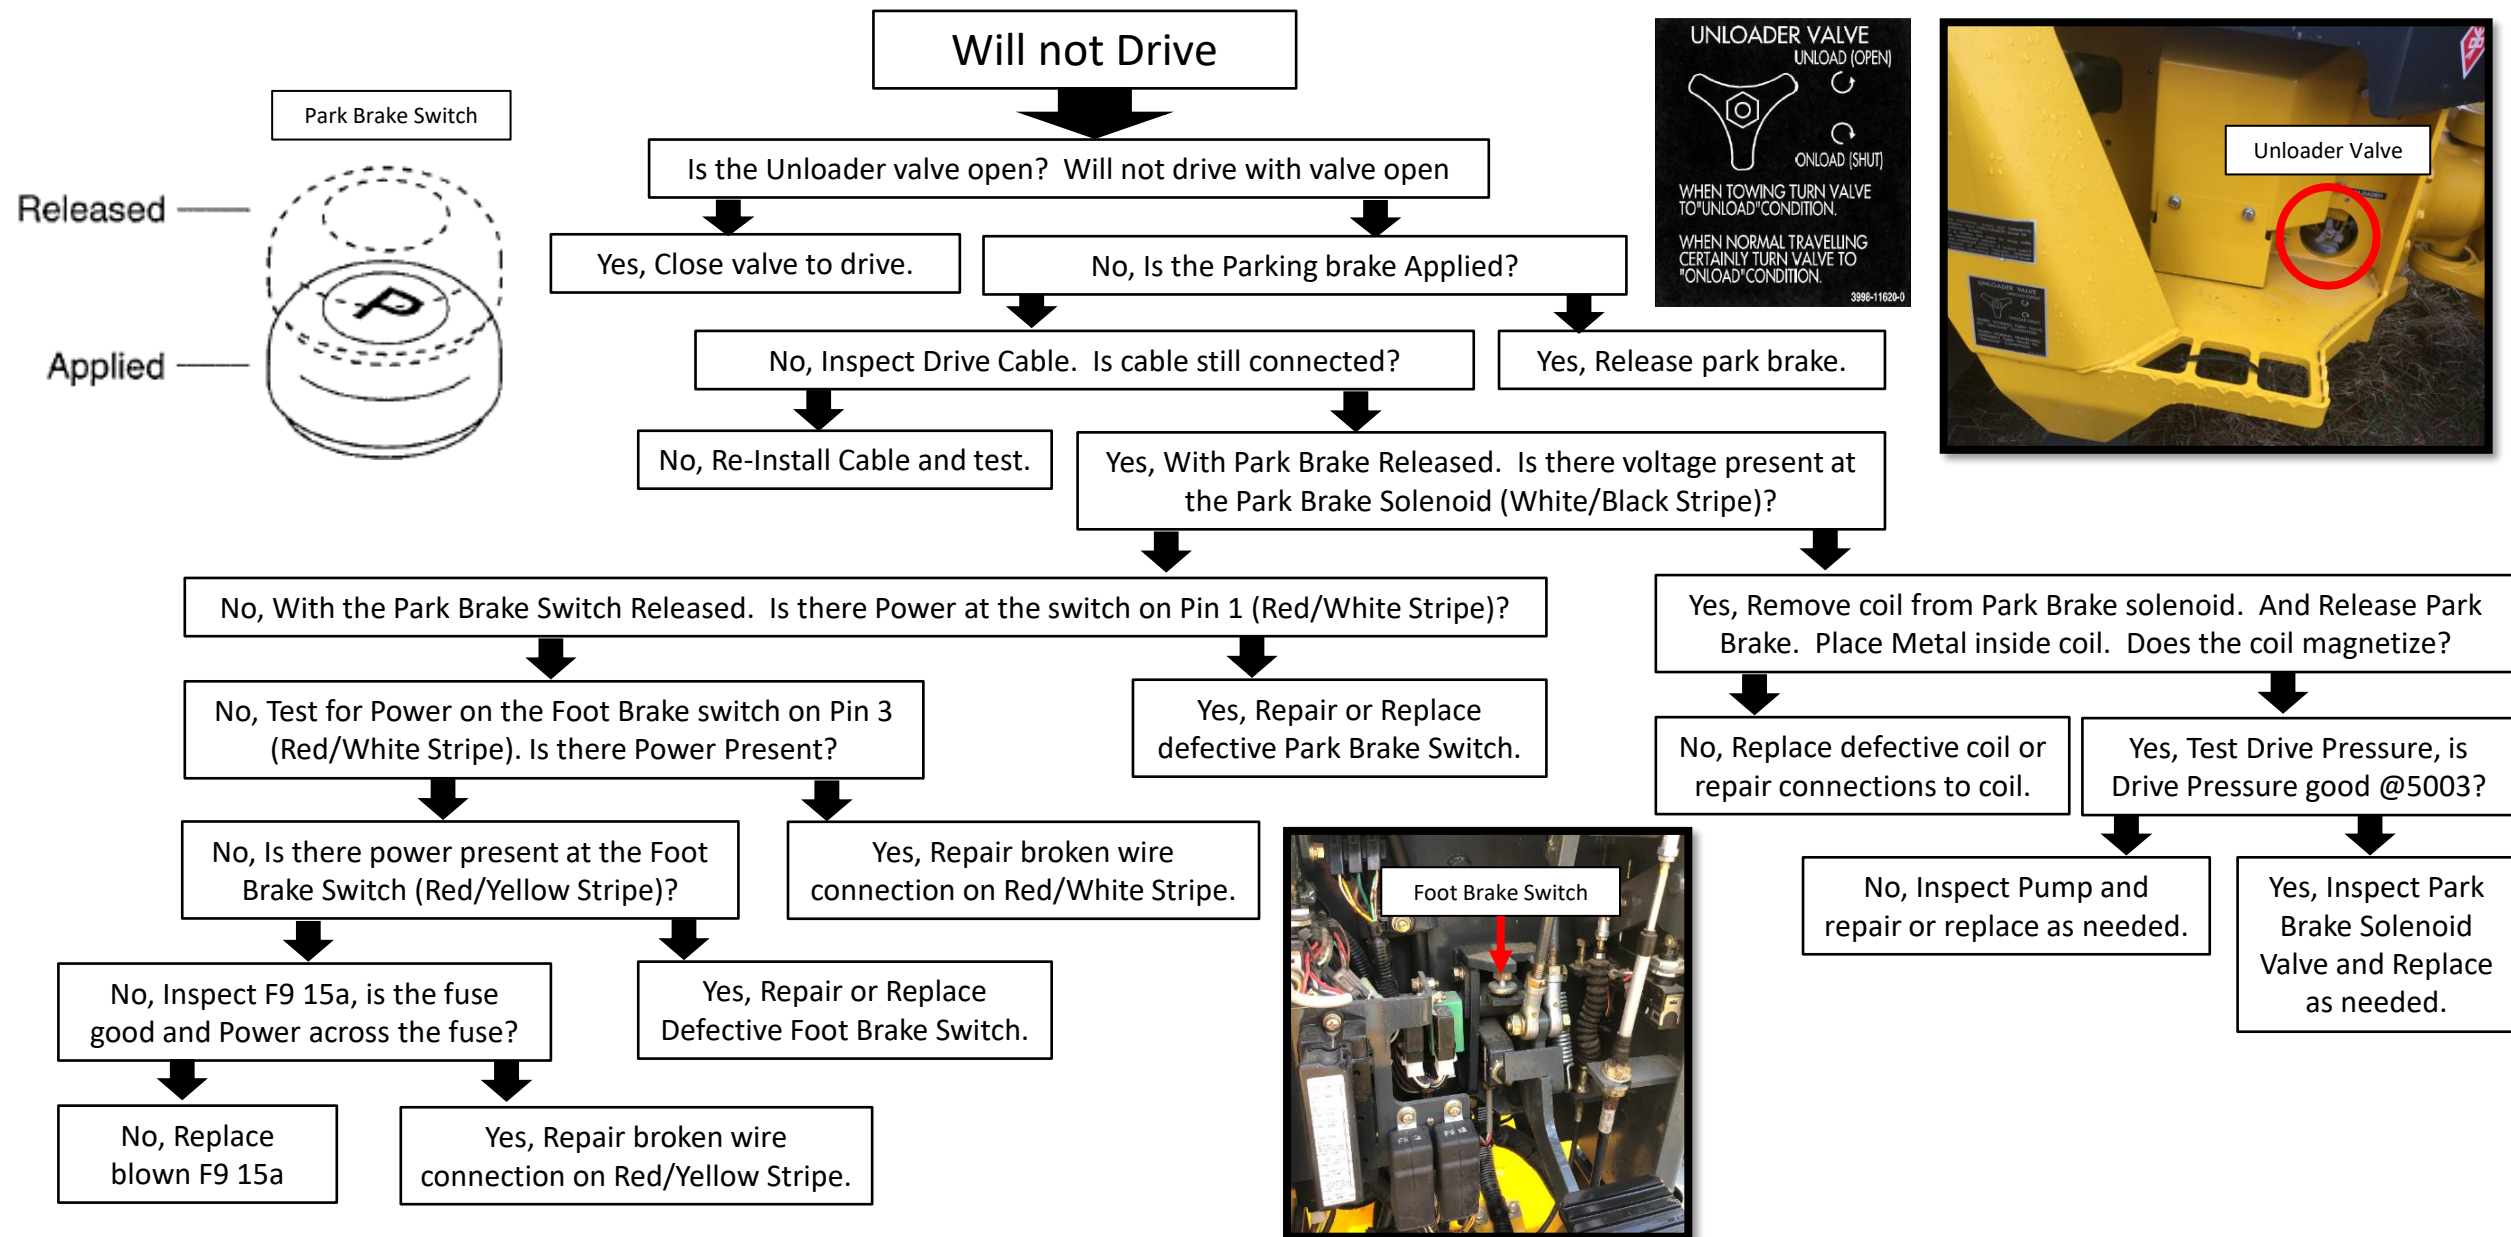 Will not Drive
Park Brake Switch
Released
Applied
P
UNLOADER VALVE
UNLOAD (OPEN)
ONLOAD (SHUT)
WHEN TOWING TURN VALVE
TO"UNLOAD"CONDITION.
WHEN NORMAL TRAVELLING
CERTAINLY TURN VALVE TO
"ONLOAD"CONDITION.
3998-11620-0
Unloader Valve
UNLOADER VALVE
Is the Unloader valve open? Will not drive with valve open
Yes, Close valve to drive.
No, Is the Parking brake Applied?
No, Inspect Drive Cable. Is cable still connected?
Yes, Release park brake.
No, Re-Install Cable and test.
Yes, With Park Brake Released. Is there voltage present at
the Park Brake Solenoid (White/Black Stripe)?
No, With the Park Brake Switch Released. Is there Power at the switch on Pin 1 (Red/White Stripe)?
Yes, Remove coil from Park Brake solenoid. And Release Park
Brake. Place Metal inside coil. Does the coil magnetize?
No, Test for Power on the Foot Brake switch on Pin 3
(Red/White Stripe). Is there Power Present?
Yes, Repair or Replace
defective Park Brake Switch.
No, Replace defective coil or
repair connections to coil.
Yes, Test Drive Pressure, is
Drive Pressure good @5003?
No, Is there power present at the Foot
Brake Switch (Red/Yellow Stripe)?
Yes, Repair broken wire
connection on Red/White Stripe.
Foot Brake Switch
No, Inspect Pump and
repair or replace as needed.
Yes, Inspect Park
Brake Solenoid
Valve and Replace
as needed.
No, Inspect F9 15a, is the fuse
good and Power across the fuse?
Yes, Repair or Replace
Defective Foot Brake Switch.
No, Replace
blown F9 15a
Yes, Repair broken wire
connection on Red/Yellow Stripe.